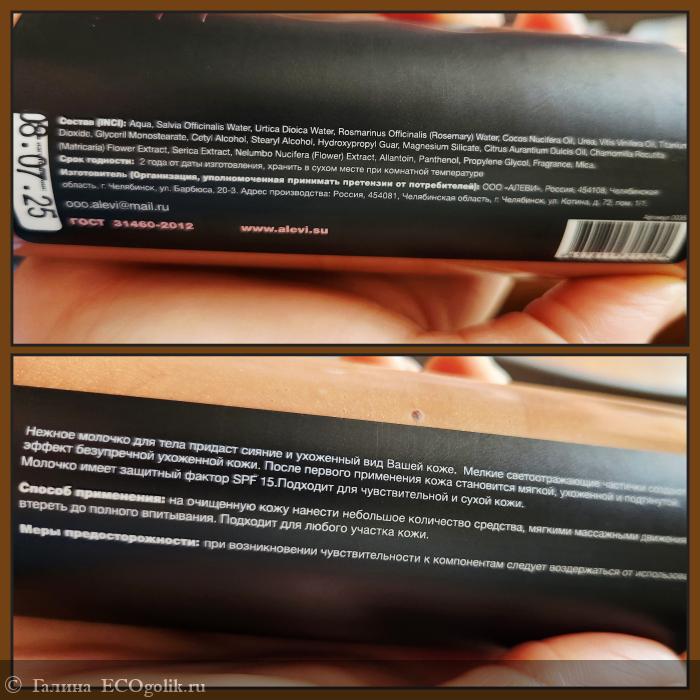 08.07.25
Состав (INCI): Aqua, Salvia Officinalis Water, Urtica Dioica Water, Rosmarinus Officinalis (Rosemary) Water, Cocos Nucifera Oil, Urea, Vitis Vinifera Oil, Titanium
Dioxide, Glyceril Monostearate, Cetyl Alcohol, Stearyl Alcohol, Hydroxypropyl Guar, Magnesium Silicate, Citrus Aurantium Dulcis Oil, Chamomilla Recutita
(Matricaria) Flower Extract, Serica Extract, Nelumbo Nucifera (Flower) Extract, Allantoin, Panthenol, Propylene Glycol, Fragrance, Mica.
Срок годности: 2 года от даты изготовления, хранить в сухом месте при комнатной температуре
Изготовитель (Организация, уполномоченная принимать претензии от потребителей): ООО «АЛЕВИ», Россия, 454108, Челябинская
область, г. Челябинск, ул. Барбюса, 20-3. Адрес производства: Россия, 454081, Челябинская область, г. Челябинск, ул. Котина, д. 72, пом. 1/1.
ooo.alevi@mail.ru
Артикул 0035
ГОСТ 31460-2012 www.alevi.su
Нежное молочко для тела придаст сияние и ухоженный вид Вашей коже. Мелкие светоотражающие частички
эффект безупречной ухоженной кожи. После первого применения кожа становится мягкой, ухоженной и подтянутой.
Молочко имеет защитный фактор SPF 15.Подходит для чувствительной и сухой кожи.
Способ применения: на очищенную кожу нанести небольшое количество средства, мягкими массажными движения
втереть до полного впитывания. Подходит для любого участка кожи.
Меры предосторожности: при возникновении чувствительности к компонентам следует воздержаться от использова
© Галина ECOgolik.ru